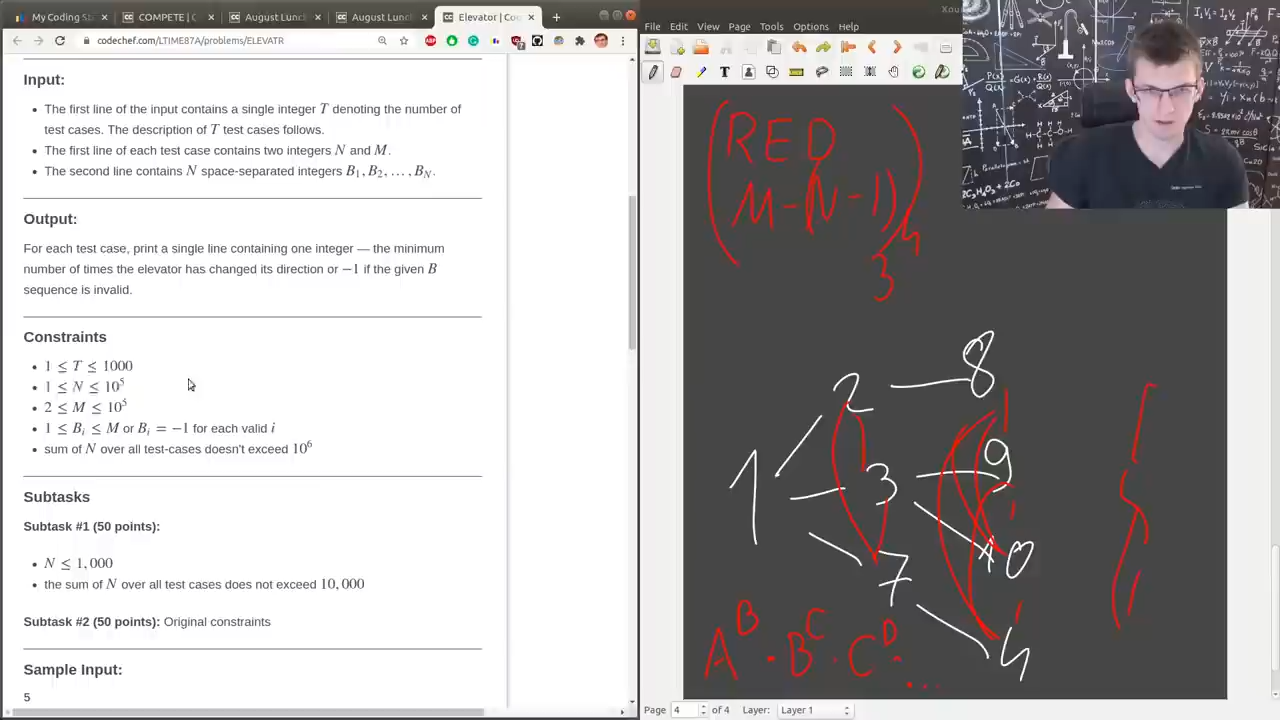 My Coding Sta
COMPETE | Co
August Lunch
August Lunch
Elevator | Cod
codechef.com/LTIME87A/problems/ELEVATR
Input:
The first line of the input contains a single integer T denoting the number of
test cases. The description of T test cases follows.
The first line of each test case contains two integers N and M.
The second line contains N space-separated integers B1, B2, …, BN.
Output:
For each test case, print a single line containing one integer — the minimum
number of times the elevator has changed its direction or −1 if the given B
sequence is invalid.
Constraints
1 ≤ T ≤ 1000
1 ≤ N ≤ 10^5
2 ≤ M ≤ 10^5
1 ≤ Bi ≤ M or Bi = −1 for each valid i
sum of N over all test-cases doesn't exceed 10^6
Subtasks
Subtask #1 (50 points):
N ≤ 1,000
the sum of N over all test cases does not exceed 10,000
Subtask #2 (50 points): Original constraints
Sample Input:
5
File Edit View Journal Page Tools Options Help
(RED
M-(N-1))
4
3
2 8
1 3 9
10
7
4
A^B · B^C · C^D · ...
Page 4 of 4 Layer: Layer 1